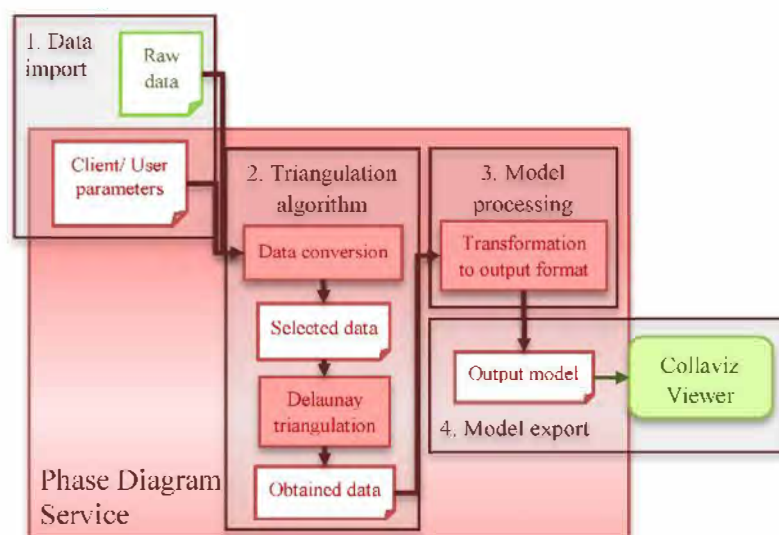 1. Data
import
Raw
data
Client/ User
parameters
2. Triangulation
algorithm
Data conversion
Selected data
Delaunay
triangulation
Obtained data
3. Model
processing
Transformation
to output format
Output model
4. Model export
Collaviz
Viewer
Phase Diagram
Service